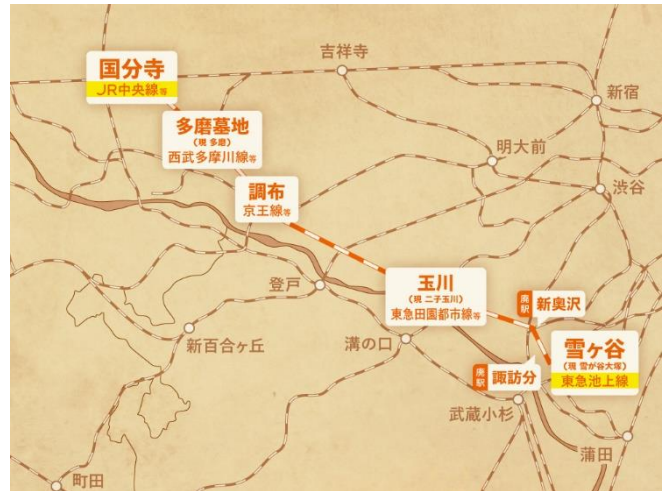 国分寺
JR中央線等
吉祥寺
新宿
多磨墓地
(現 多磨)
西武多摩川線等
明大前
渋谷
調布
京王線等
登戸
玉川
(現 二子玉川)
東急田園都市線等
廃駅 新奥沢
新百合ヶ丘
溝の口
雪ヶ谷
(現 雪が谷大塚)
東急池上線
廃駅 諏訪分
武蔵小杉
蒲田
町田